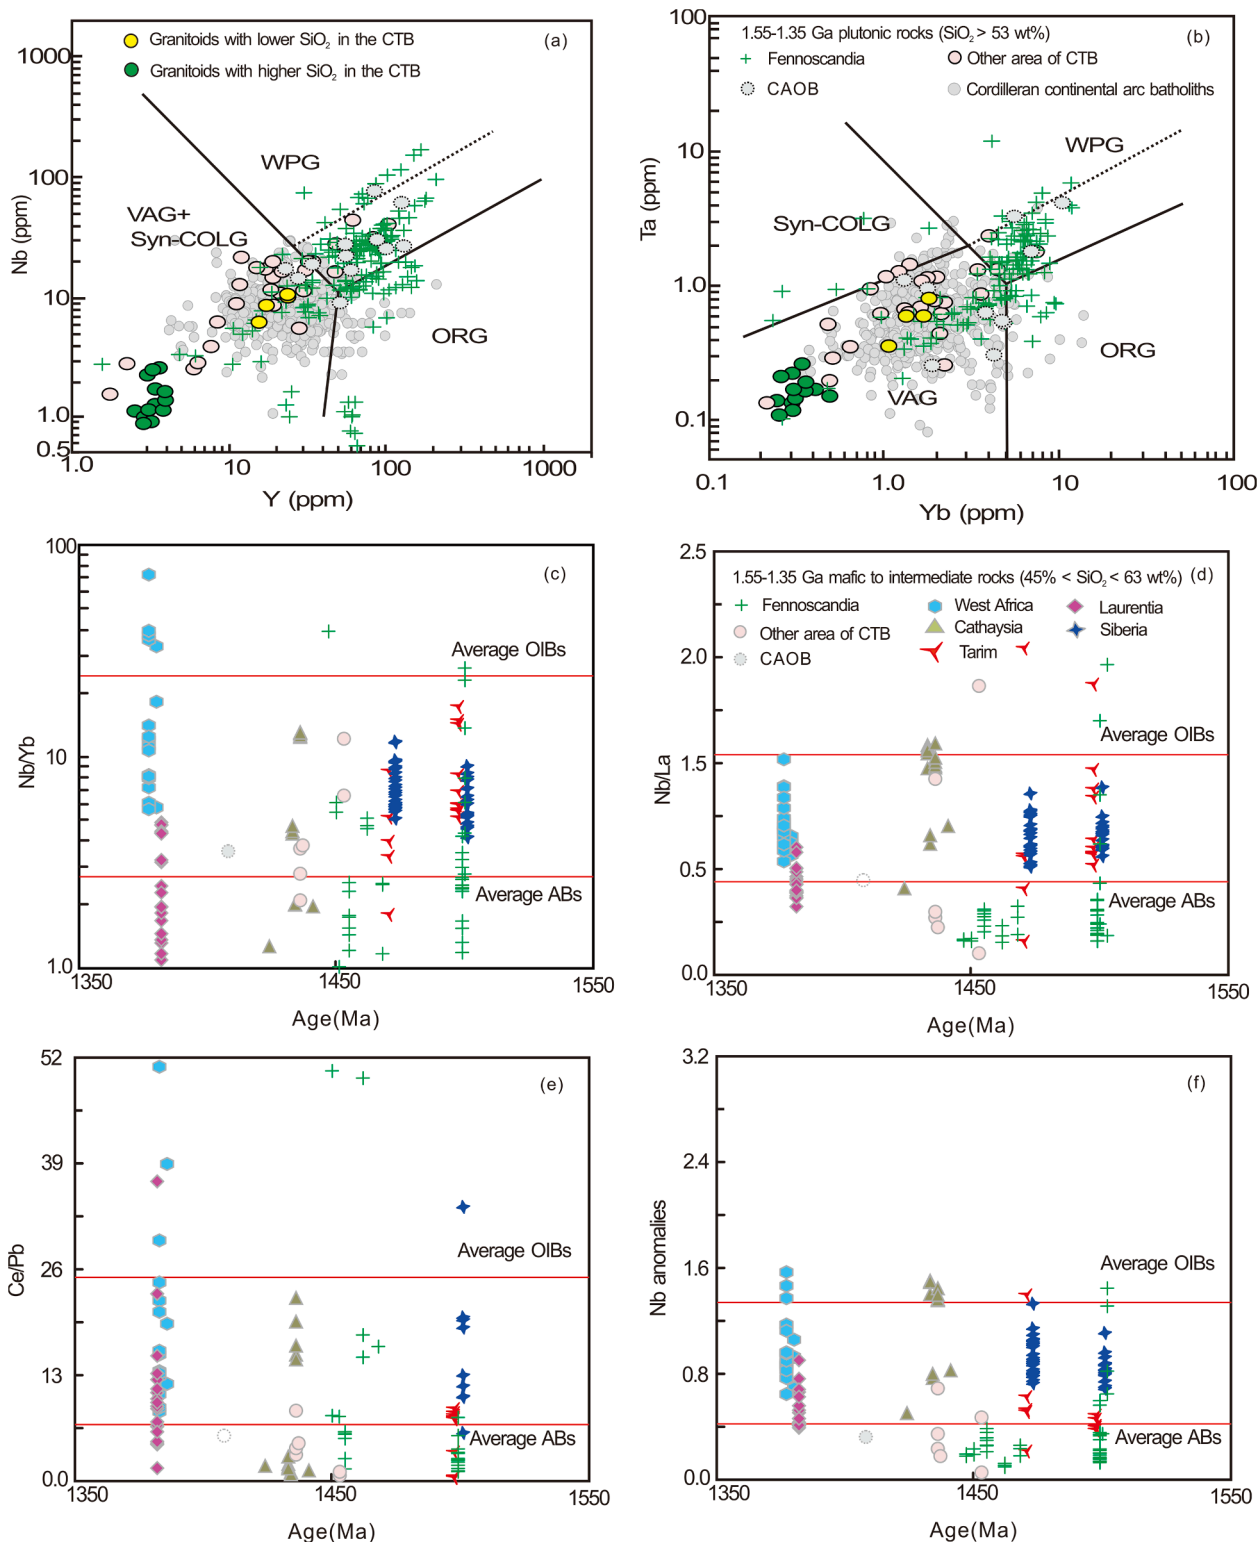 (a)
Granitoids with lower SiO₂ in the CTB
Granitoids with higher SiO₂ in the CTB
1000
100
10
1.0
0.5
Nb (ppm)
WPG
VAG+
Syn-COLG
ORG
1.0
10
100
1000
Y (ppm)
(b)
1.55-1.35 Ga plutonic rocks (SiO₂ > 53 wt%)
Fennoscandia
Other area of CTB
CAOB
Cordilleran continental arc batholiths
100
10
1.0
0.1
Ta (ppm)
WPG
Syn-COLG
ORG
VAG
0.1
1.0
10
100
Yb (ppm)
(c)
100
10
1.0
Nb/Yb
Average OIBs
Average ABs
1350
1450
1550
Age(Ma)
(d)
1.55-1.35 Ga mafic to intermediate rocks (45% < SiO₂ < 63 wt%)
Fennoscandia
West Africa
Laurentia
Other area of CTB
Cathaysia
Siberia
CAOB
Tarim
2.5
2.0
1.5
0.5
0.0
Nb/La
Average OIBs
Average ABs
1350
1450
1550
Age(Ma)
(e)
52
39
26
13
0.0
Ce/Pb
Average OIBs
Average ABs
1350
1450
1550
Age(Ma)
(f)
3.2
2.4
1.6
0.8
0.0
Nb anomalies
Average OIBs
Average ABs
1350
1450
1550
Age(Ma)